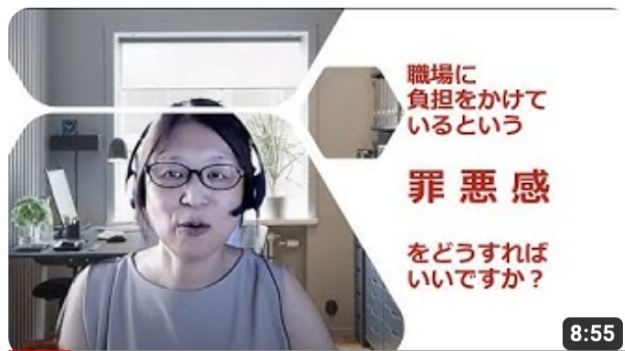 職場に
負担をかけて
いるという
罪悪感
をどうすれば
いいですか？
8:55